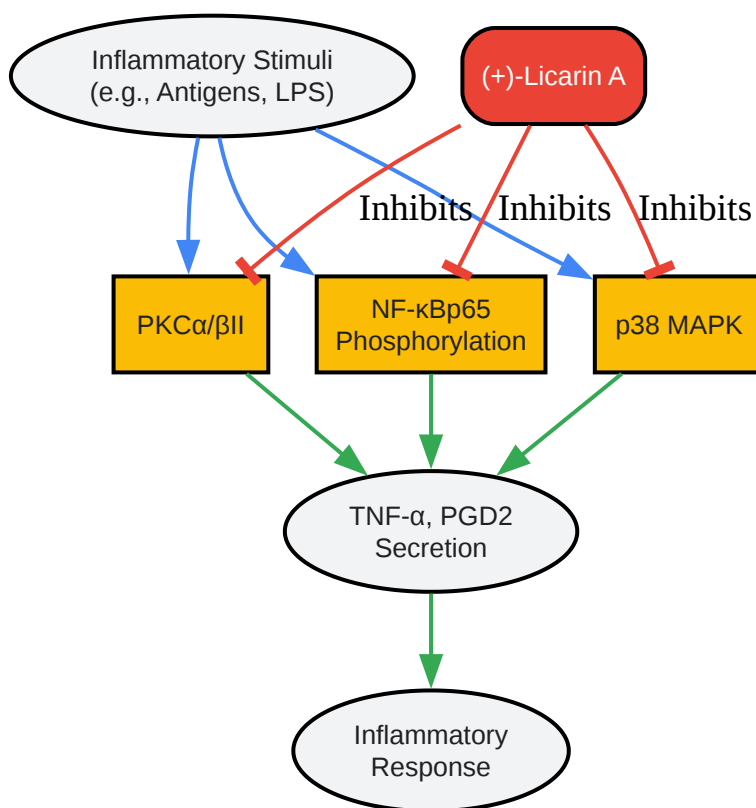 Inflammatory Stimuli
(e.g., Antigens, LPS)
(+)-Licarin A
Inhibits
Inhibits
Inhibits
PKCα/βII
NF-κBp65
Phosphorylation
p38 MAPK
TNF-α, PGD2
Secretion
Inflammatory
Response